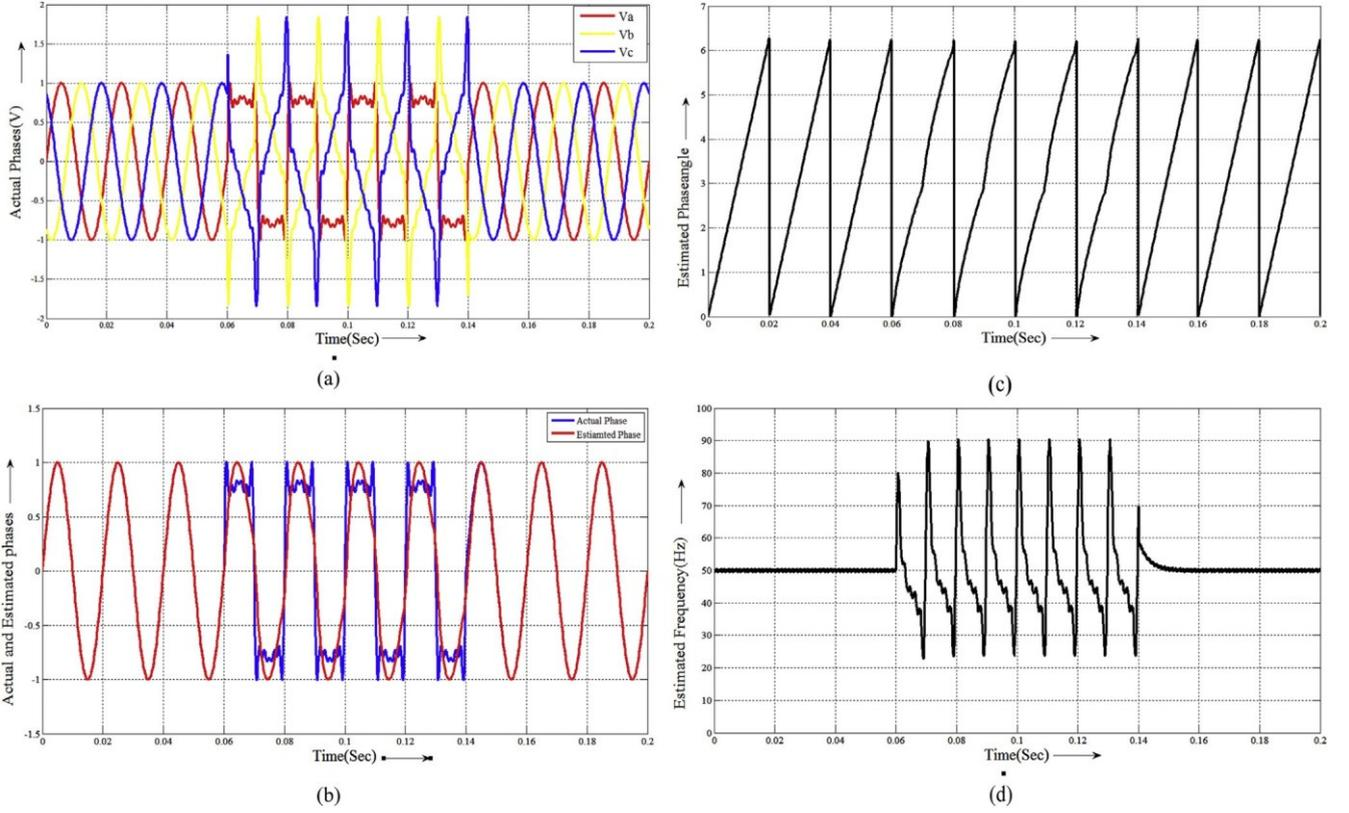 2
1.5
1
0.5
0
-0.5
-1
-1.5
-2
Actual Phases(V)
Va
Vb
Vc
0 0.02 0.04 0.06 0.08 0.1 0.12 0.14 0.16 0.18 0.2
Time(Sec)
(a)
7
6
5
4
3
2
1
0
Estimated Phaseangle
0 0.02 0.04 0.06 0.08 0.1 0.12 0.14 0.16 0.18 0.2
Time(Sec)
(c)
1.5
1
0.5
0
-0.5
-1
-1.5
Actual and Estimated phases
Actual Phase
Estiamted Phase
0 0.02 0.04 0.06 0.08 0.1 0.12 0.14 0.16 0.18 0.2
Time(Sec)
(b)
100
90
80
70
60
50
40
30
20
10
0
Estimated Frequency(Hz)
0 0.02 0.04 0.06 0.08 0.1 0.12 0.14 0.16 0.18 0.2
Time(Sec)
(d)